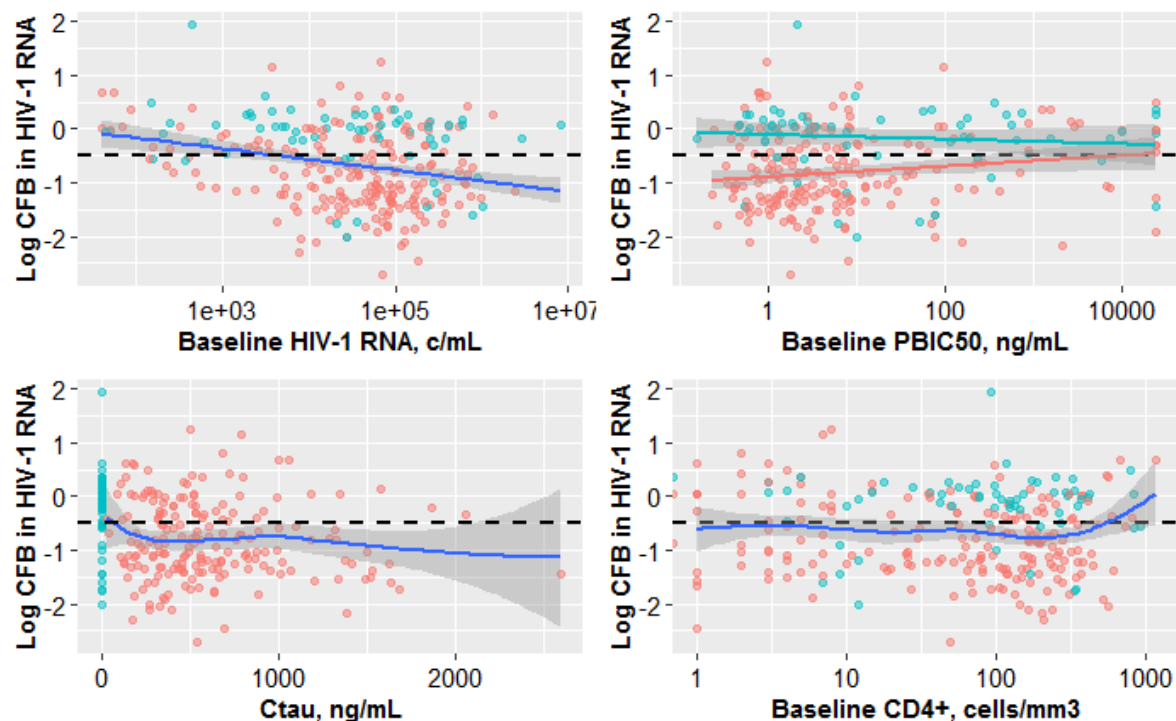 Log CFB in HIV-1 RNA
2
1
0
-1
-2
1e+03 1e+05 1e+07
Baseline HIV-1 RNA, c/mL
Log CFB in HIV-1 RNA
2
1
0
-1
-2
1 100 10000
Baseline PBIC50, ng/mL
Log CFB in HIV-1 RNA
2
1
0
-1
-2
0 1000 2000
Ctau, ng/mL
Log CFB in HIV-1 RNA
2
1
0
-1
-2
1 10 100 1000
Baseline CD4+, cells/mm3